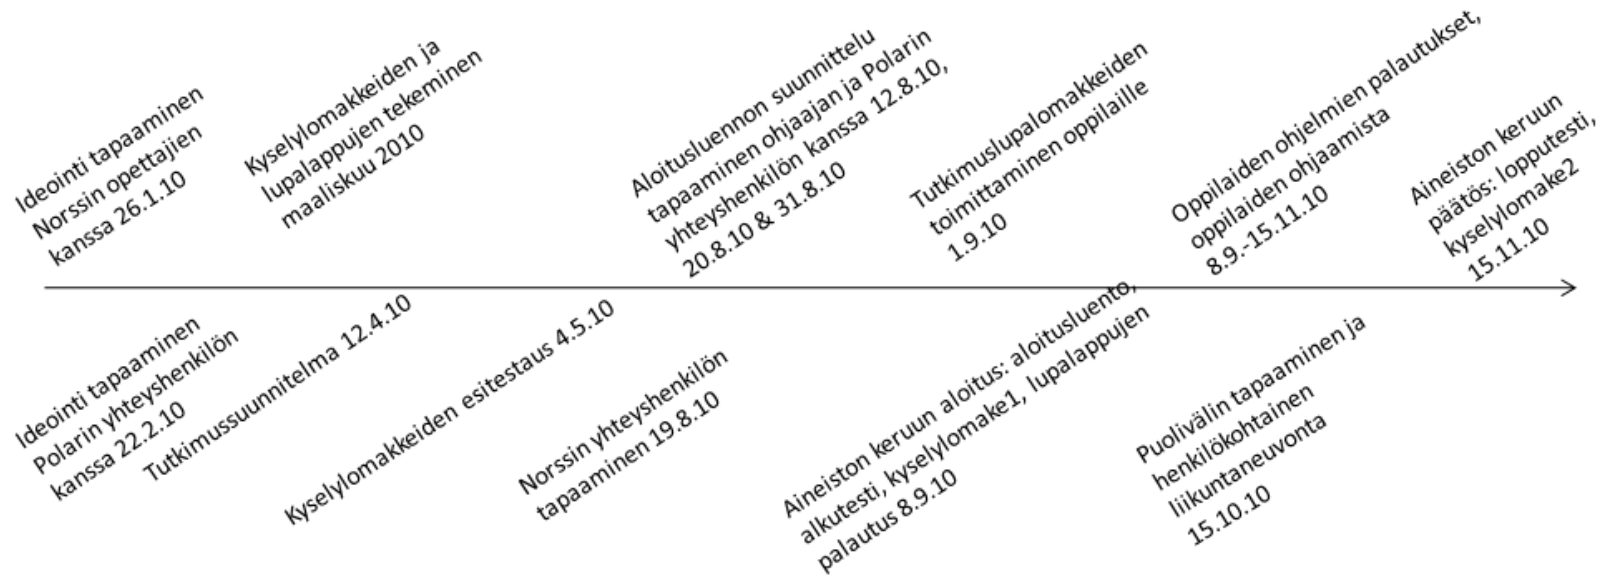 Ideointi tapaaminen
Norssin opettajien
kanssa 26.1.10
Kyselylomakkeiden ja
lupalappujen tekeminen
maaliskuu 2010
Aloitusluennon suunnittelu
tapaaminen ohjaajan ja Polarin
yhteyshenkilön kanssa 12.8.10,
20.8.10 & 31.8.10
Tutkimuslupalomakkeiden
toimittaminen oppilaille
1.9.10
Oppilaiden ohjelmien palautukset,
oppilaiden ohjaamista
8.9.-15.11.10
Aineiston keruun
päätös: lopputesti,
kyselylomake2
15.11.10
Ideointi tapaaminen
Polarin yhteyshenkilön
kanssa 22.2.10
Tutkimussuunnitelma 12.4.10
Kyselylomakkeiden esitestaus 4.5.10
Norssin yhteyshenkilön
tapaaminen 19.8.10
Aineiston keruun aloitus: aloitusluento,
alkutesti, kyselylomake1, lupalappujen
palautus 8.9.10
Puolivälin tapaaminen ja
henkilökohtainen
liikuntaneuvonta
15.10.10